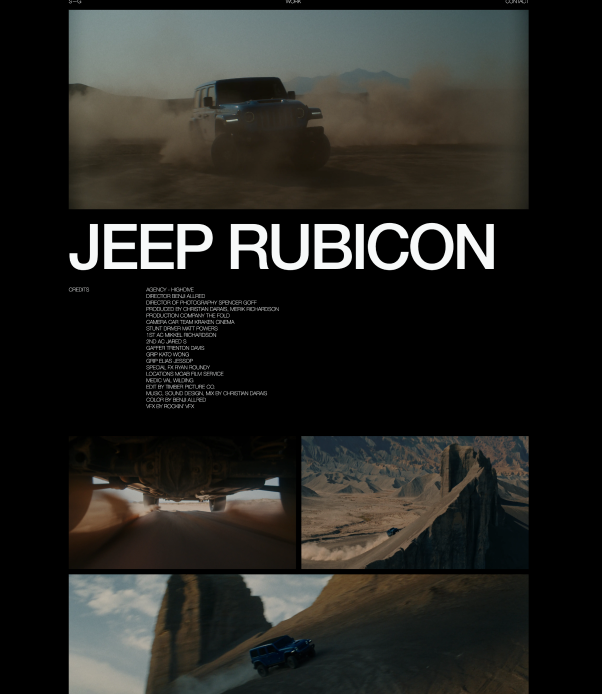 S—G
WORK
CONTACT
JEEP RUBICON
CREDITS
AGENCY - HIGHDIVE
DIRECTOR BENJI ALLRED
DIRECTOR OF PHOTOGRAPHY SPENCER GOFF
PRODUCED BY CHRISTIAN DARAIS, MERIK RICHARDSON
PRODUCTION COMPANY THE FOLD
CAMERA CAR TEAM KRAKEN CINEMA
STUNT DRIVER MATT POWERS
1ST AC MIKKEL RICHARDSON
2ND AC JARED S
GAFFER TRENTON DAVIS
GRIP KATO WONG
GRIP ELIAS JESSOP
SPECIAL FX RYAN ROUNDY
LOCATIONS MOAB FILM SERVICE
MEDIC VAL WILDING
EDIT BY TIMBER PICTURE CO.
MUSIC, SOUND DESIGN, MIX BY CHRISTIAN DARAIS
COLOR BY BENJI ALLRED
VFX BY ROCKIN' VFX